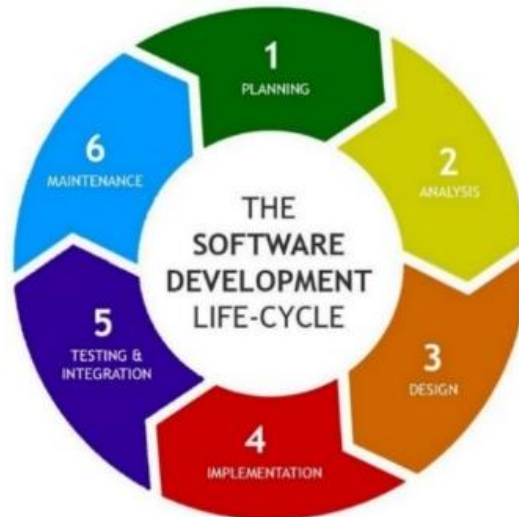 1
PLANNING
2
ANALYSIS
3
DESIGN
4
IMPLEMENTATION
5
TESTING &
INTEGRATION
6
MAINTENANCE
THE
SOFTWARE
DEVELOPMENT
LIFE-CYCLE